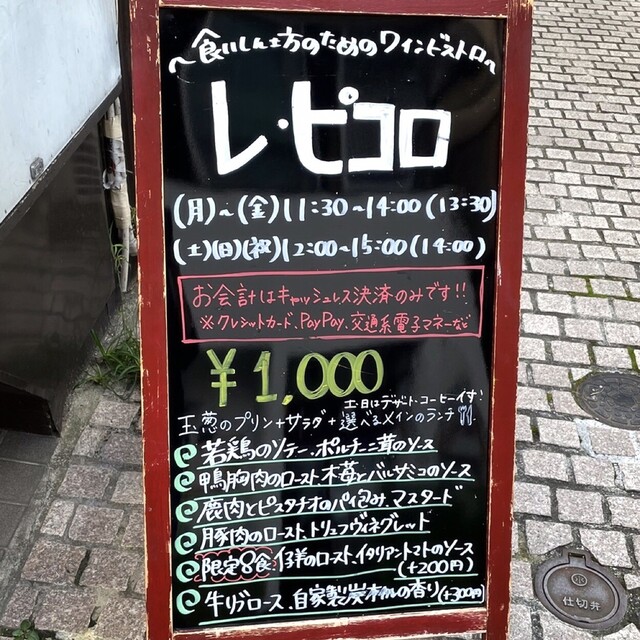 ～食いしん坊の方のためのワインビストロ～
レ・ピコロ
(月)～(金)11:30～14:00(13:30)
(土)(日)(祝)12:00～15:00(14:00)
お会計はキャッシュレス決済のみです!!
※クレジットカード、PayPay、交通系電子マネーなど
¥1,000
土日はデザート・コーヒー付す!
玉葱のプリン+サラダ+選べるメインのランチ
若鶏のソテー、ポルチーニ茸のソース
鴨胸肉のロースト 木苺とバルサミコのソース
鹿肉とピスタチオのパイ包み、マスタード
豚肉のロースト、トリュフヴィネグレット
限定8食 仔羊のロースト、イタリアントマトのソース
(+200円)
牛リブロース、自家製炭オイルの香り(+300円)
仕切弁